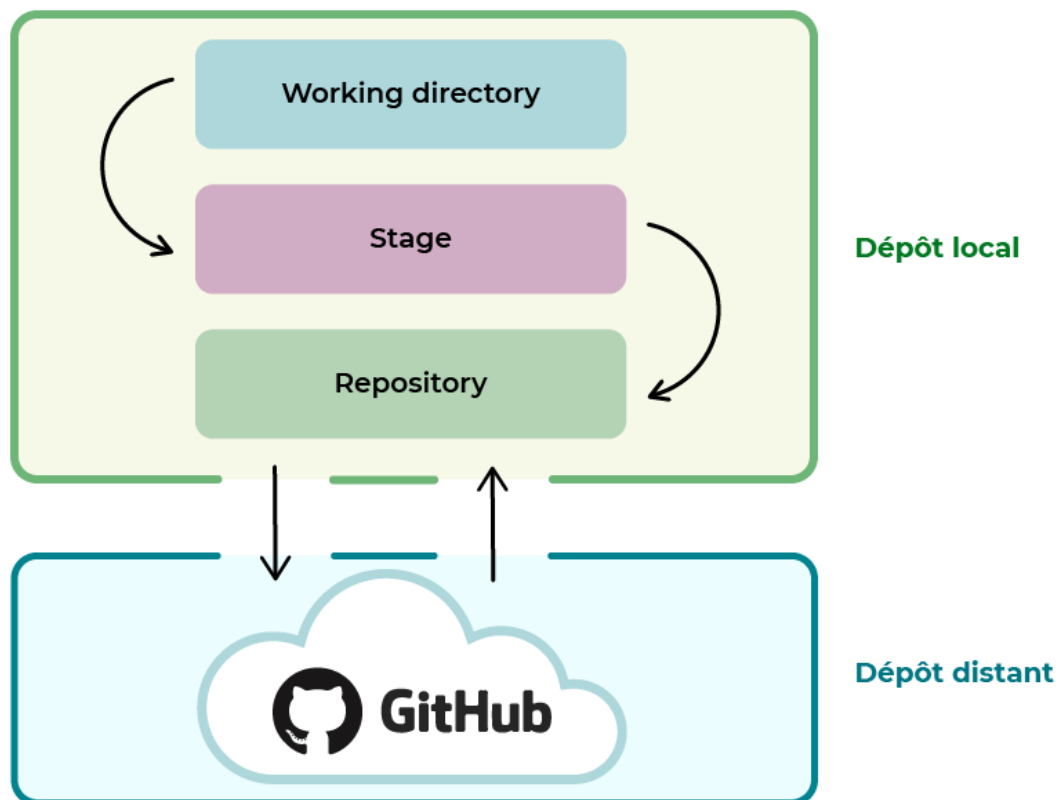 Working directory
Stage
Dépôt local
Repository
GitHub
Dépôt distant